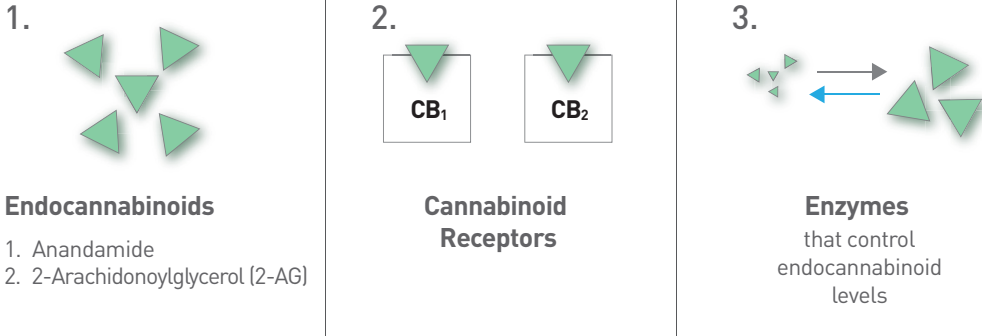 1.
Endocannabinoids
1. Anandamide
2. 2-Arachidonoylglycerol (2-AG)
2.
CB₁
CB₂
Cannabinoid
Receptors
3.
Enzymes
that control
endocannabinoid
levels